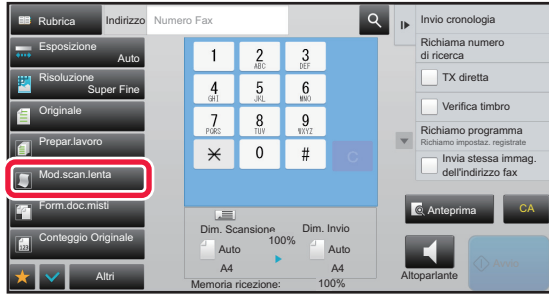 Rubrica
Indirizzo
Numero Fax
Invio cronologia
Richiama numero
di ricerca
TX diretta
Verifica timbro
Richiamo programma
Richiamo impostaz. registrate
Invia stessa immag.
dell'indirizzo fax
Esposizione
Auto
Risoluzione
Super Fine
Originale
Prepar.lavoro
Mod.scan.lenta
Form.doc.misti
Conteggio Originale
Altri
1 2 3
ABC DEF
4 5 6
GHI JKL MNO
7 8 9
PQRS TUV WXYZ
0 #
C
Dim. Scansione
Dim. Invio
100%
Auto
Auto
A4
A4
Memoria ricezione: 100%
Anteprima
CA
Altoparlante
Avvio